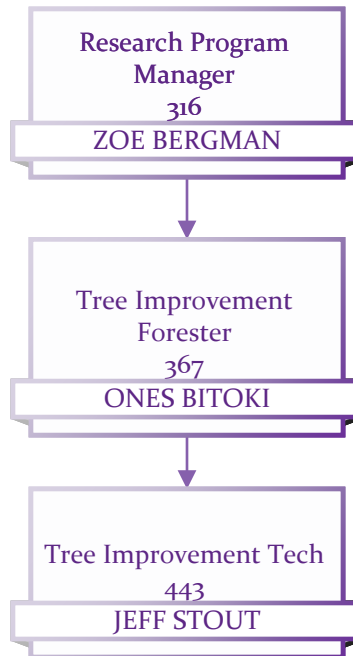 Research Program
Manager
316
ZOE BERGMAN
Tree Improvement
Forester
367
ONES BITOKI
Tree Improvement Tech
443
JEFF STOUT